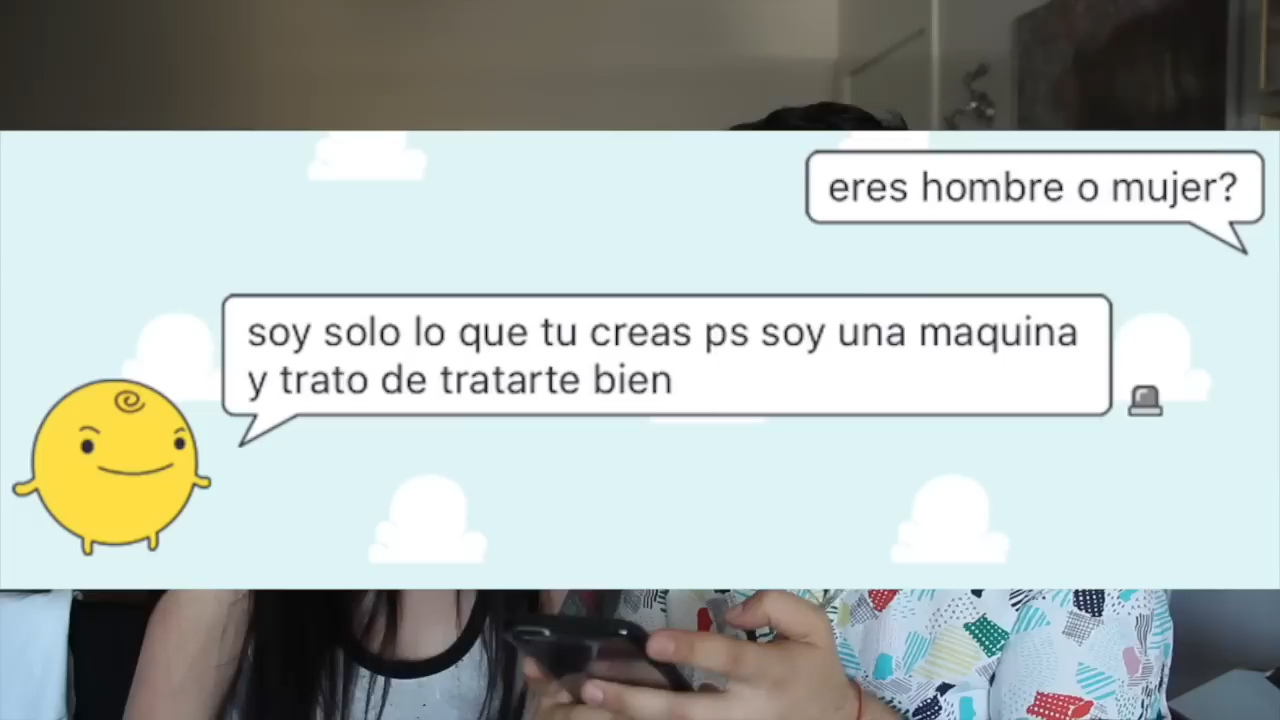 eres hombre o mujer?
soy solo lo que tu creas ps soy una maquina
y trato de tratarte bien